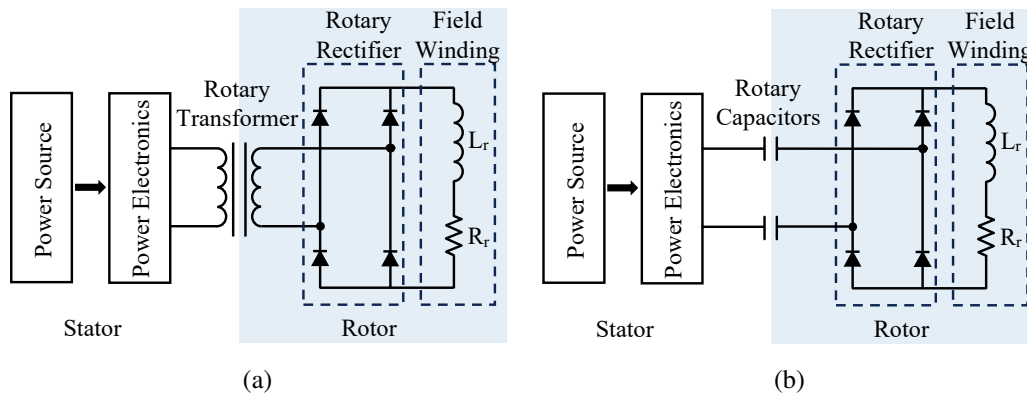 Rotary
Rectifier
Field
Winding
Rotary
Transformer
Power Source
Power Electronics
Lr
Rr
Stator
Rotor
(a)
Rotary
Rectifier
Field
Winding
Rotary
Capacitors
Power Source
Power Electronics
Lr
Rr
Stator
Rotor
(b)